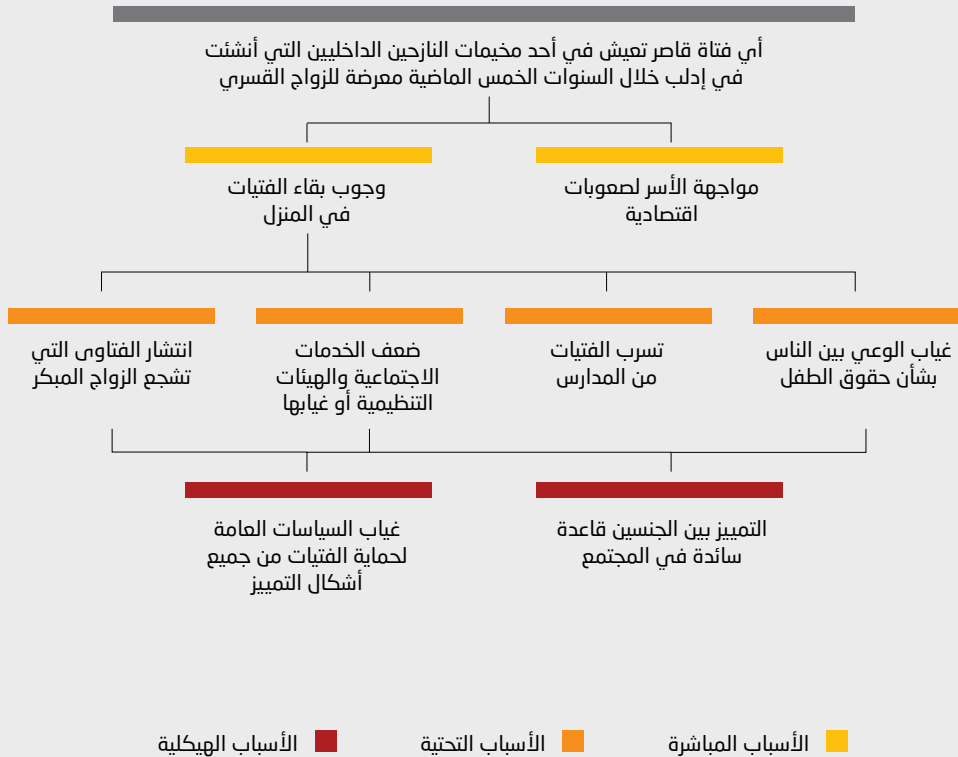 أي فتاة قاصر تعيش في أحد مخيمات النازحين الداخليين التي أنشئت
في إدلب خلال السنوات الخمس الماضية معرضة للزواج القسري
مواجهة الأسر لصعوبات
اقتصادية
وجوب بقاء الفتيات
في المنزل
غياب الوعي بين الناس
بشأن حقوق الطفل
تسرب الفتيات
من المدارس
ضعف الخدمات
الاجتماعية والهيئات
التنظيمية أو غيابها
انتشار الفتاوى التي
تشجع الزواج المبكر
التمييز بين الجنسين قاعدة
سائدة في المجتمع
غياب السياسات العامة
لحماية الفتيات من جميع
أشكال التمييز
الأسباب المباشرة
الأسباب التحتية
الأسباب الهيكلية